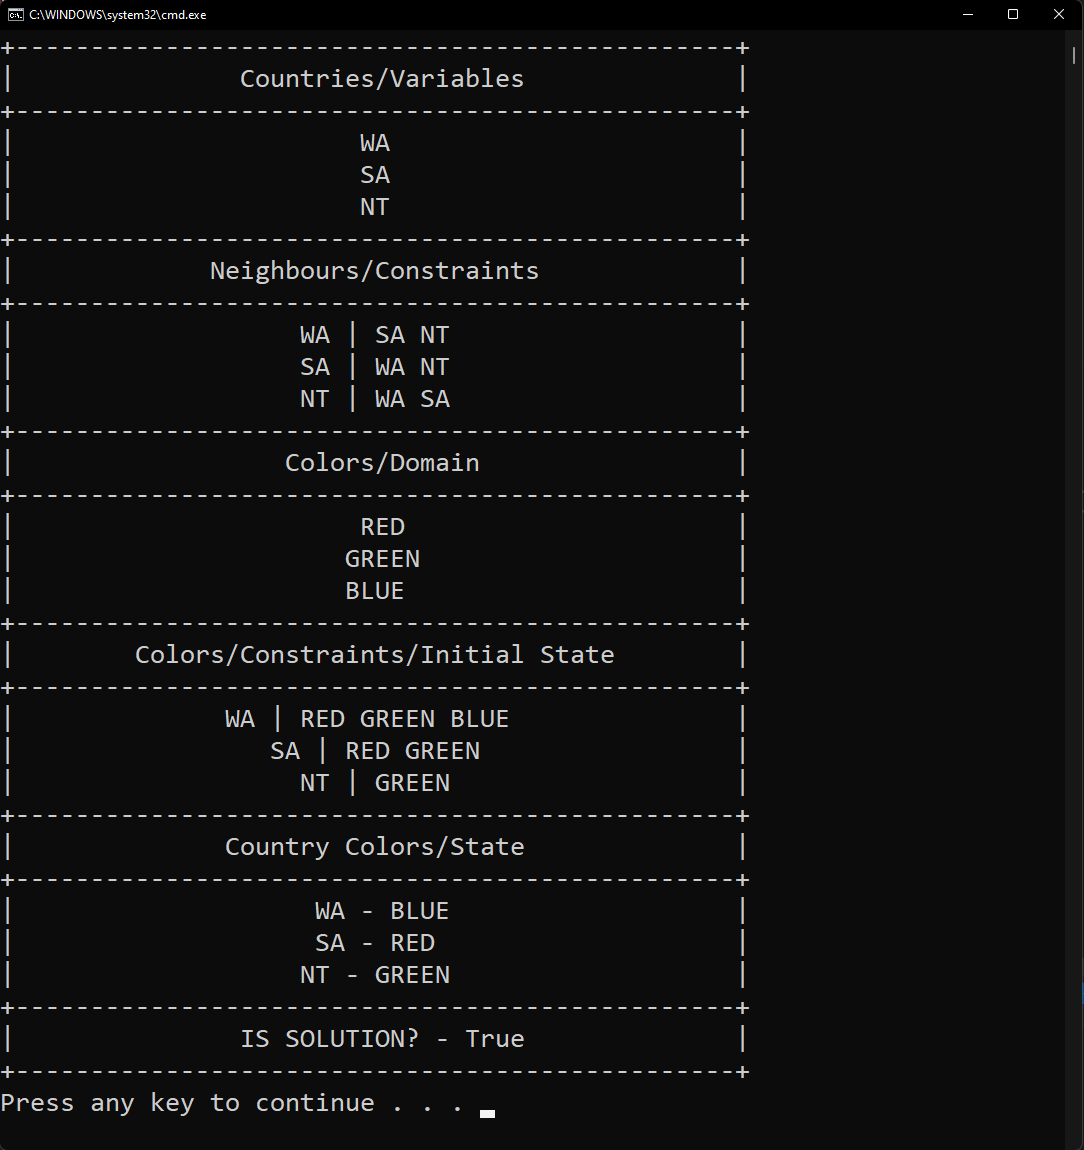 C:\WINDOWS\system32\cmd.exe
+------------------------------------------------+
|               Countries/Variables              |
+------------------------------------------------+
|                       WA                       |
|                       SA                       |
|                       NT                       |
+------------------------------------------------+
|             Neighbours/Constraints             |
+------------------------------------------------+
|                   WA | SA NT                   |
|                   SA | WA NT                   |
|                   NT | WA SA                   |
+------------------------------------------------+
|                  Colors/Domain                 |
+------------------------------------------------+
|                       RED                      |
|                      GREEN                     |
|                      BLUE                      |
+------------------------------------------------+
|        Colors/Constraints/Initial State        |
+------------------------------------------------+
|              WA | RED GREEN BLUE               |
|                 SA | RED GREEN                 |
|                   NT | GREEN                   |
+------------------------------------------------+
|              Country Colors/State              |
+------------------------------------------------+
|                    WA - BLUE                   |
|                    SA - RED                    |
|                   NT - GREEN                   |
+------------------------------------------------+
|               IS SOLUTION? - True              |
+------------------------------------------------+
Press any key to continue . . .